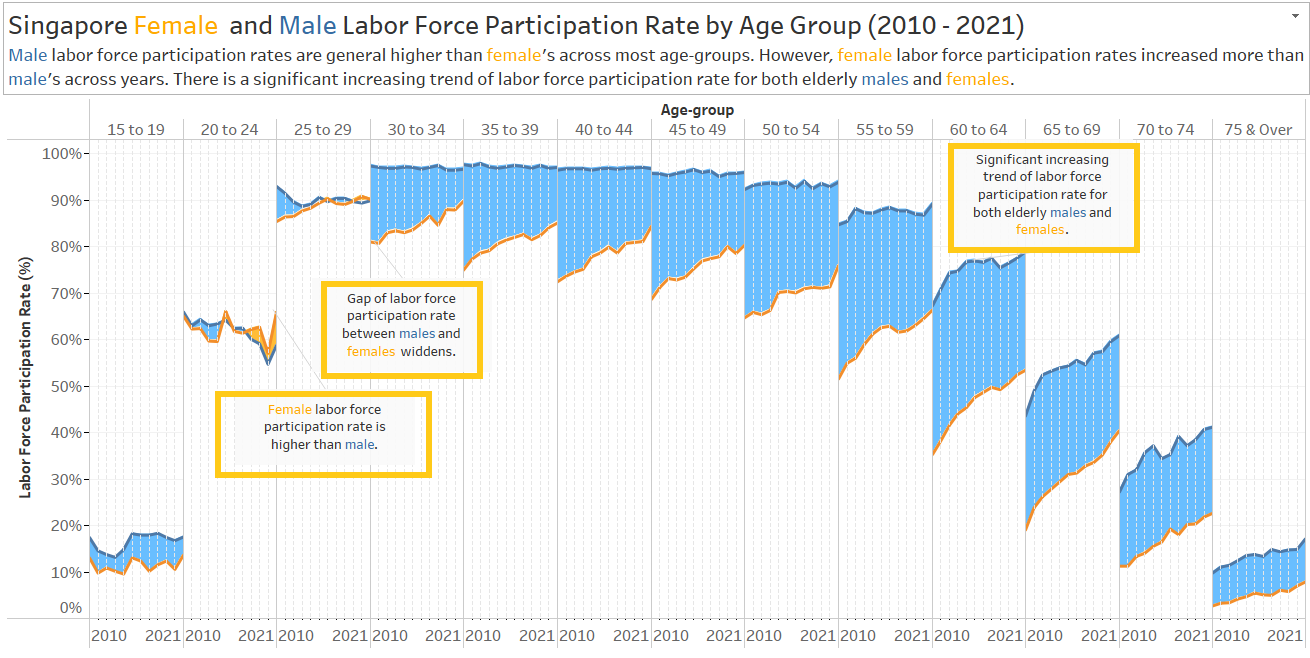 Singapore Female and Male Labor Force Participation Rate by Age Group (2010 - 2021)
Male labor force participation rates are general higher than female's across most age-groups. However, female labor force participation rates increased more than
male's across years. There is a significant increasing trend of labor force participation rate for both elderly males and females.
Age-group
15 to 19 20 to 24 25 to 29 30 to 34 35 to 39 40 to 44 45 to 49 50 to 54 55 to 59 60 to 64 65 to 69 70 to 74 75 & Over
Labor Force Participation Rate (%)
100%
90%
80%
70%
60%
50%
40%
30%
20%
10%
0%
Significant increasing
trend of labor force
participation rate for
both elderly males and
females.
Gap of labor force
participation rate
between males and
females widdens.
Female labor force
participation rate is
higher than male.
2010 2021 2010 2021 2010 2021 2010 2021 2010 2021 2010 2021 2010 2021 2010 2021 2010 2021 2010 2021 2010 2021 2010 2021 2010 2021